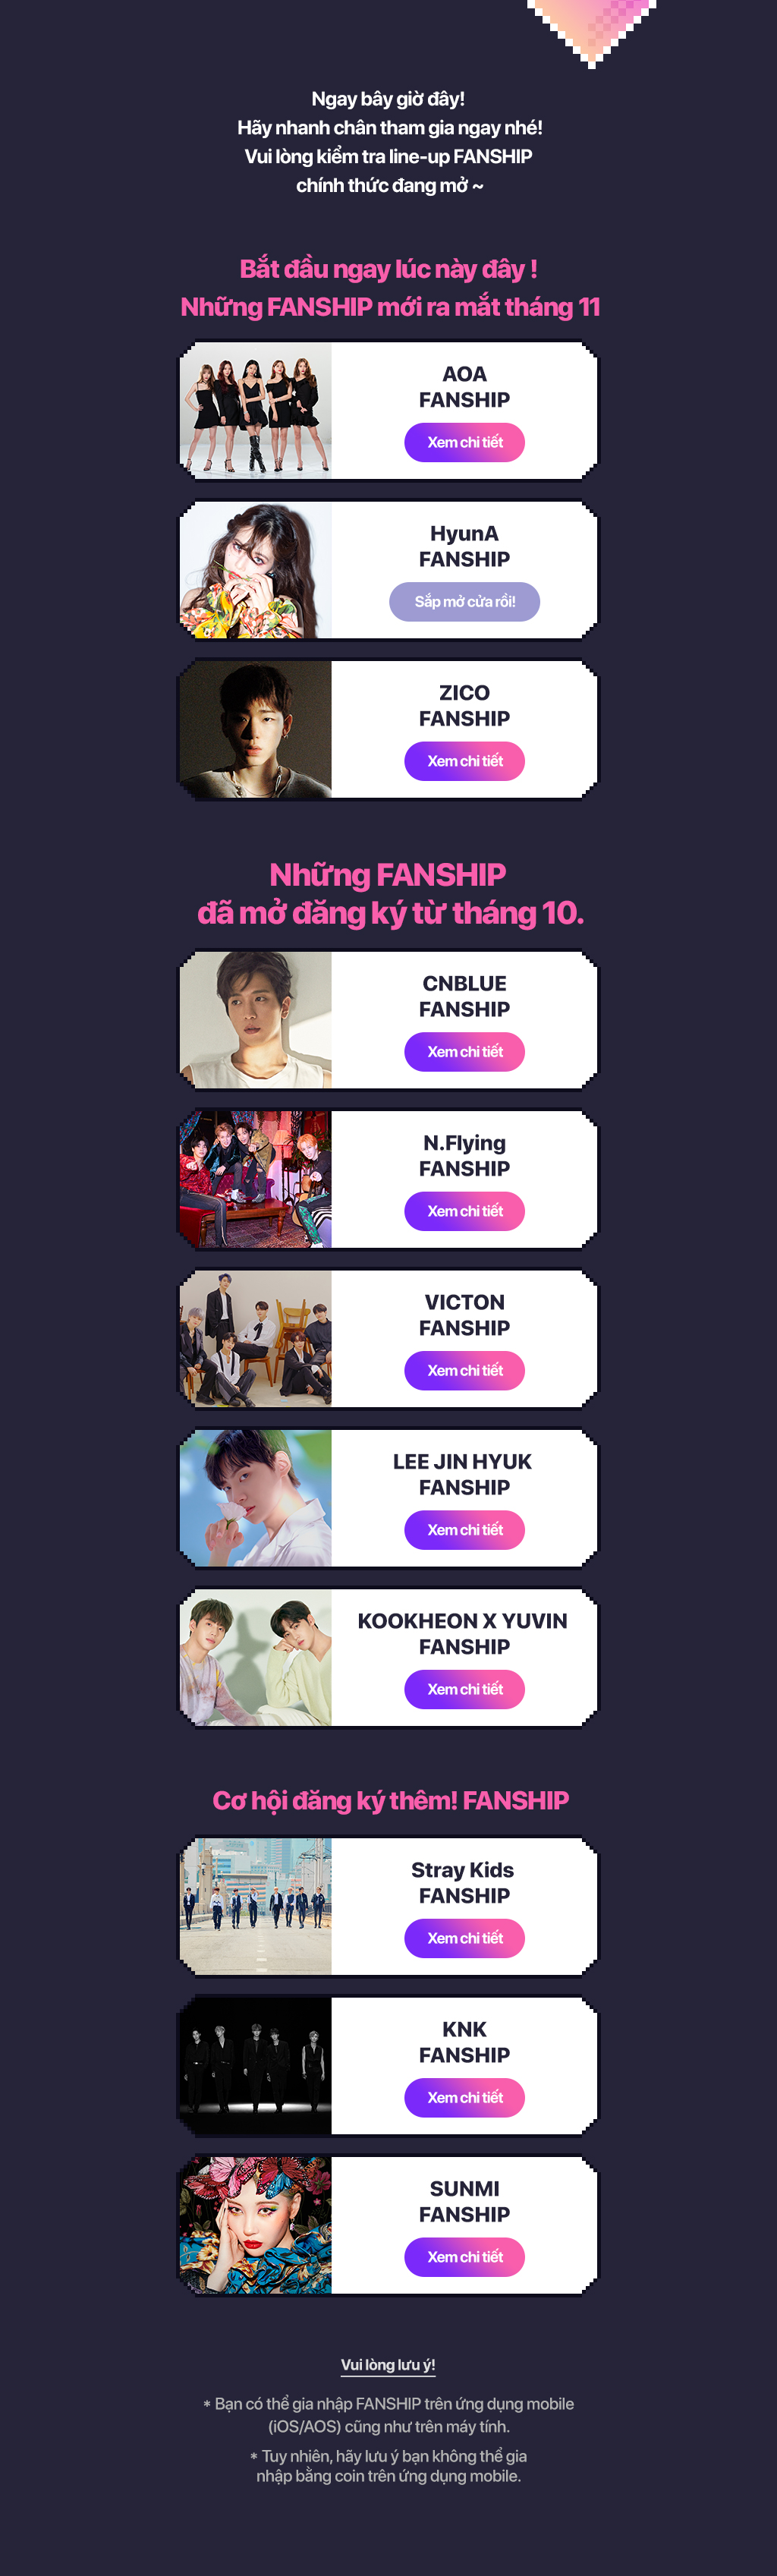 Ngay bây giờ đây!
Hãy nhanh chân tham gia ngay nhé!
Vui lòng kiểm tra line-up FANSHIP
chính thức đang mở ~
Bắt đầu ngay lúc này đây !
Những FANSHIP mới ra mắt tháng 11
AOA
FANSHIP
Xem chi tiết
HyunA
FANSHIP
Sắp mở cửa rồi!
ZICO
FANSHIP
Xem chi tiết
Những FANSHIP
đã mở đăng ký từ tháng 10.
CNBLUE
FANSHIP
Xem chi tiết
N.Flying
FANSHIP
Xem chi tiết
VICTON
FANSHIP
Xem chi tiết
LEE JIN HYUK
FANSHIP
Xem chi tiết
KOOKHEON X YUVIN
FANSHIP
Xem chi tiết
Cơ hội đăng ký thêm! FANSHIP
Stray Kids
FANSHIP
Xem chi tiết
KNK
FANSHIP
Xem chi tiết
SUNMI
FANSHIP
Xem chi tiết
Vui lòng lưu ý!
* Bạn có thể gia nhập FANSHIP trên ứng dụng mobile
(iOS/AOS) cũng như trên máy tính.
* Tuy nhiên, hãy lưu ý bạn không thể gia
nhập bằng coin trên ứng dụng mobile.